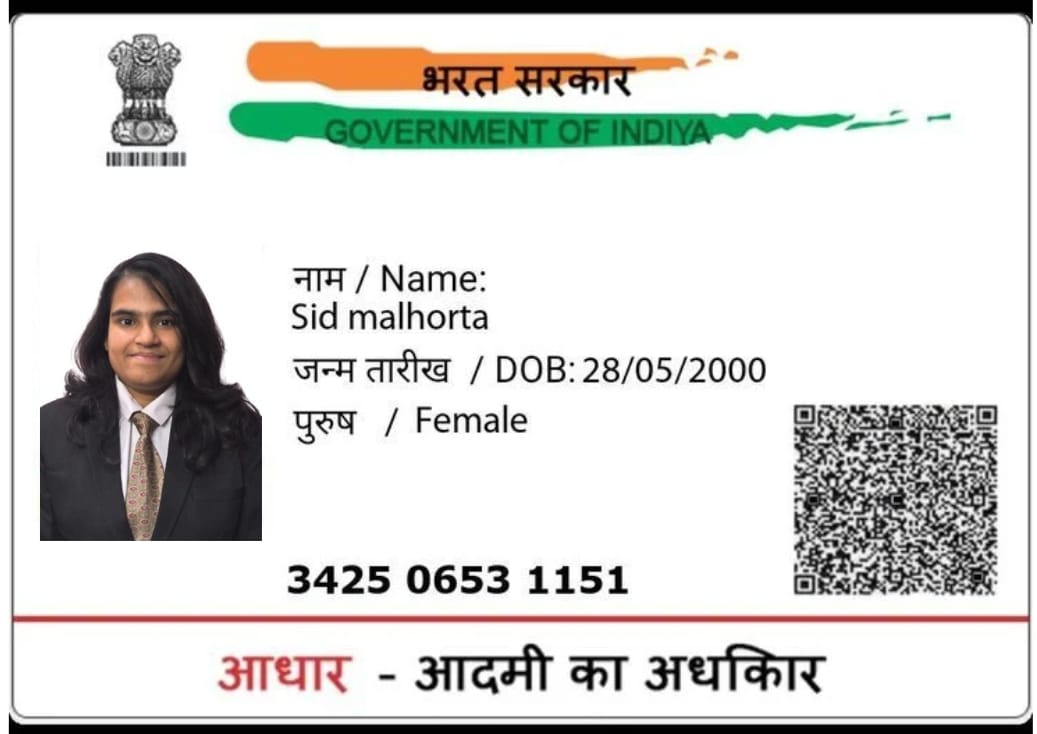 भरत सरकार
GOVERNMENT OF INDIYA
नाम / Name:
Sid malhorta
जन्म तारीख / DOB: 28/05/2000
पुरुष / Female
3425 0653 1151
आधार - आदमी का अधकिार